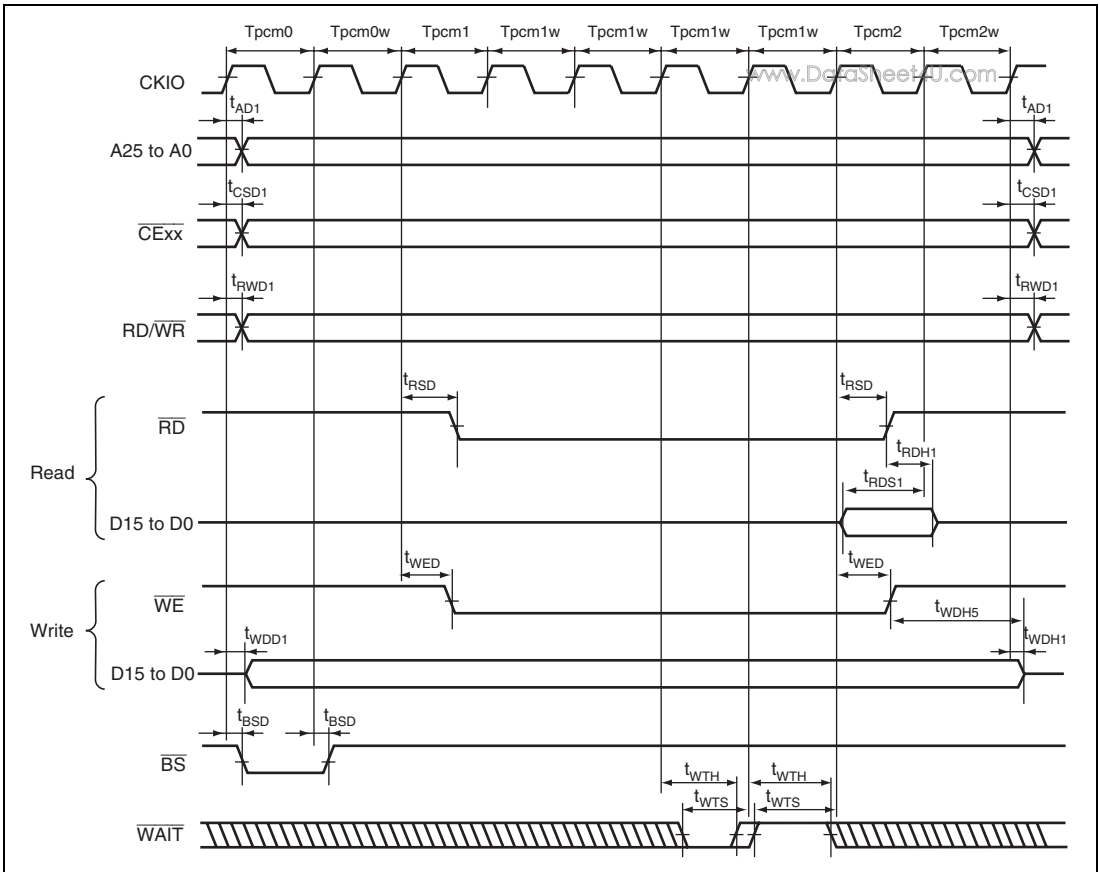 Tpcm0 Tpcm0w Tpcm1 Tpcm1w Tpcm1w Tpcm1w Tpcm1w Tpcm2 Tpcm2w
CKIO
www.DataSheet4U.com
tAD1 tAD1
A25 to A0
tCSD1 tCSD1
CExx
tRWD1 tRWD1
RD/WR
tRSD tRSD
RD
tRDH1
Read
tRDS1
D15 to D0
tWED tWED
WE
tWDH5
Write
tWDD1 tWDH1
D15 to D0
tBSD tBSD
BS
tWTH tWTH
tWTS tWTS
WAIT